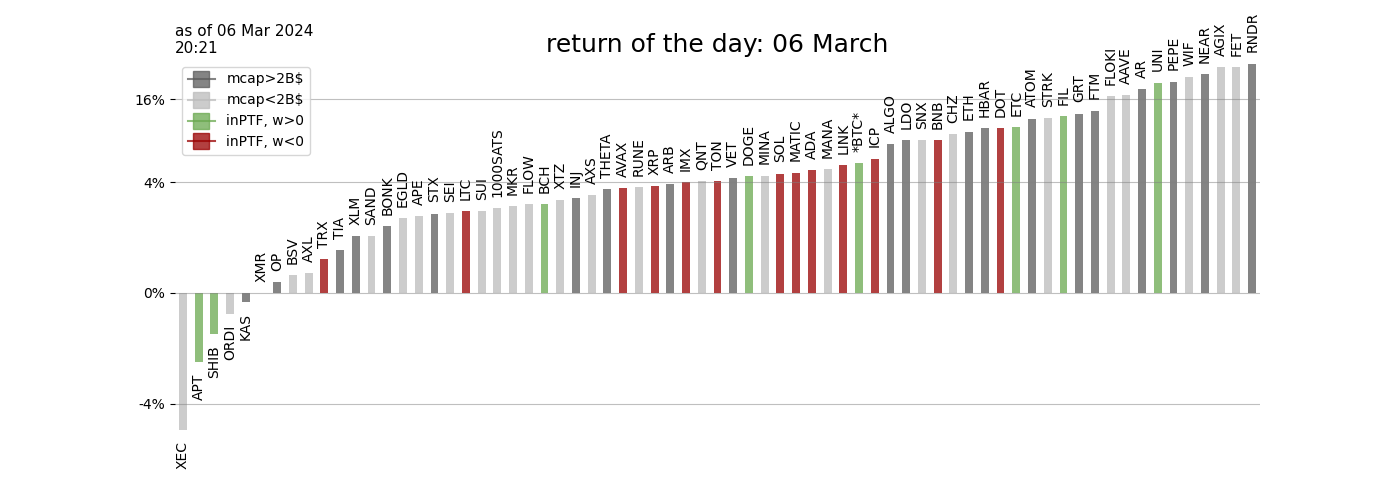 as of 06 Mar 2024
20:21
return of the day: 06 March
mcap>2B$
mcap<2B$
inPTF, w>0
inPTF, w<0
16%
4%
0%
-4%
XEC
APT
SHIB
ORDI
KAS
XMR
OP
BSV
AXL
TRX
TIA
XLM
SAND
BONK
EGLD
APE
STX
SEI
LTC
SUI
1000SATS
MKR
FLOW
BCH
XTZ
INJ
AXS
THETA
AVAX
RUNE
XRP
ARB
IMX
QNT
TON
VET
DOGE
MINA
SOL
MATIC
ADA
MANA
LINK
*BTC*
ICP
ALGO
LDO
SNX
BNB
CHZ
ETH
HBAR
DOT
ETC
ATOM
STRK
FIL
GRT
FTM
FLOKI
AAVE
AR
UNI
PEPE
WIF
NEAR
AGIX
FET
RNDR